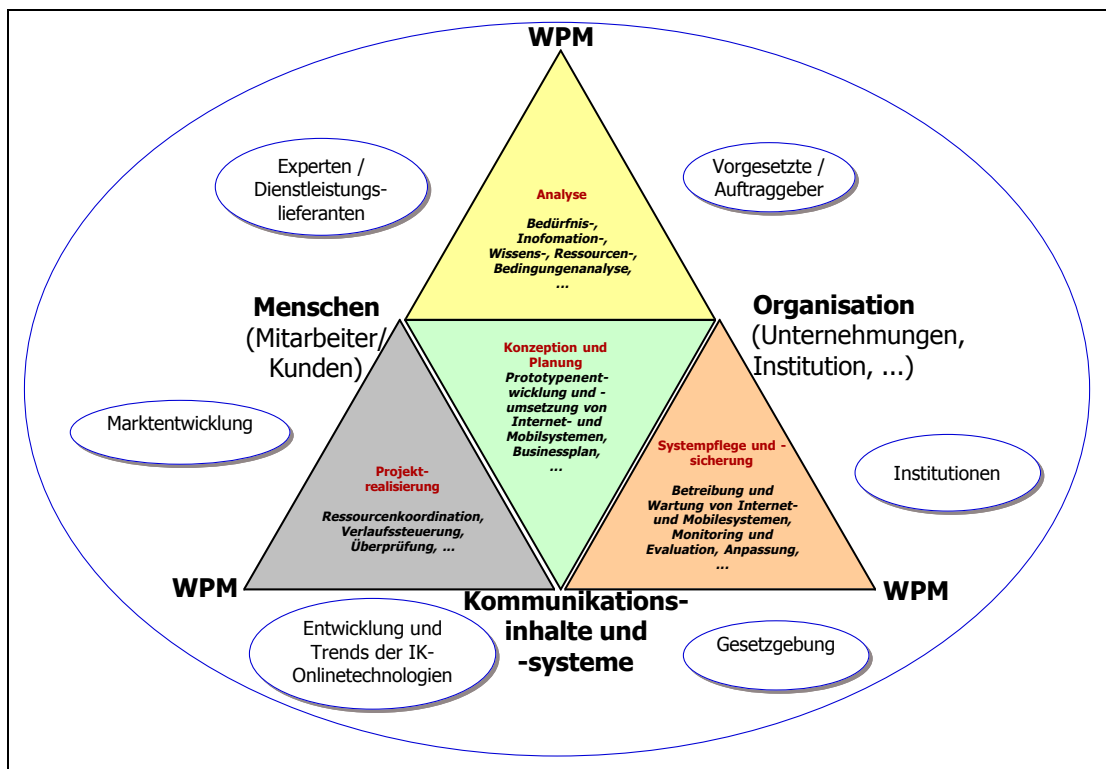 WPM
Experten /
Dienstleistungs-
lieferanten
Vorgesetzte /
Auftraggeber
Analyse
Bedürfnis-,
Inofomation-,
Wissens-, Ressourcen-,
Bedingungenanalyse,
...
Menschen
(Mitarbeiter/
Kunden)
Organisation
(Unternehmungen,
Institution, ...)
Konzeption und
Planung
Prototypenent-
wicklung und -
umsetzung von
Internet- und
Mobilsystemen,
Businessplan,
...
Marktentwicklung
Projekt-
realisierung
Ressourcenkoordination,
Verlaufssteuerung,
Überprüfung, ...
Systempflege und -
sicherung
Betreibung und
Wartung von Internet-
und Mobilesystemen,
Monitoring und
Evaluation, Anpassung,
...
Institutionen
WPM
Kommunikations-
inhalte und
-systeme
WPM
Entwicklung und
Trends der IK-
Onlinetechnologien
Gesetzgebung